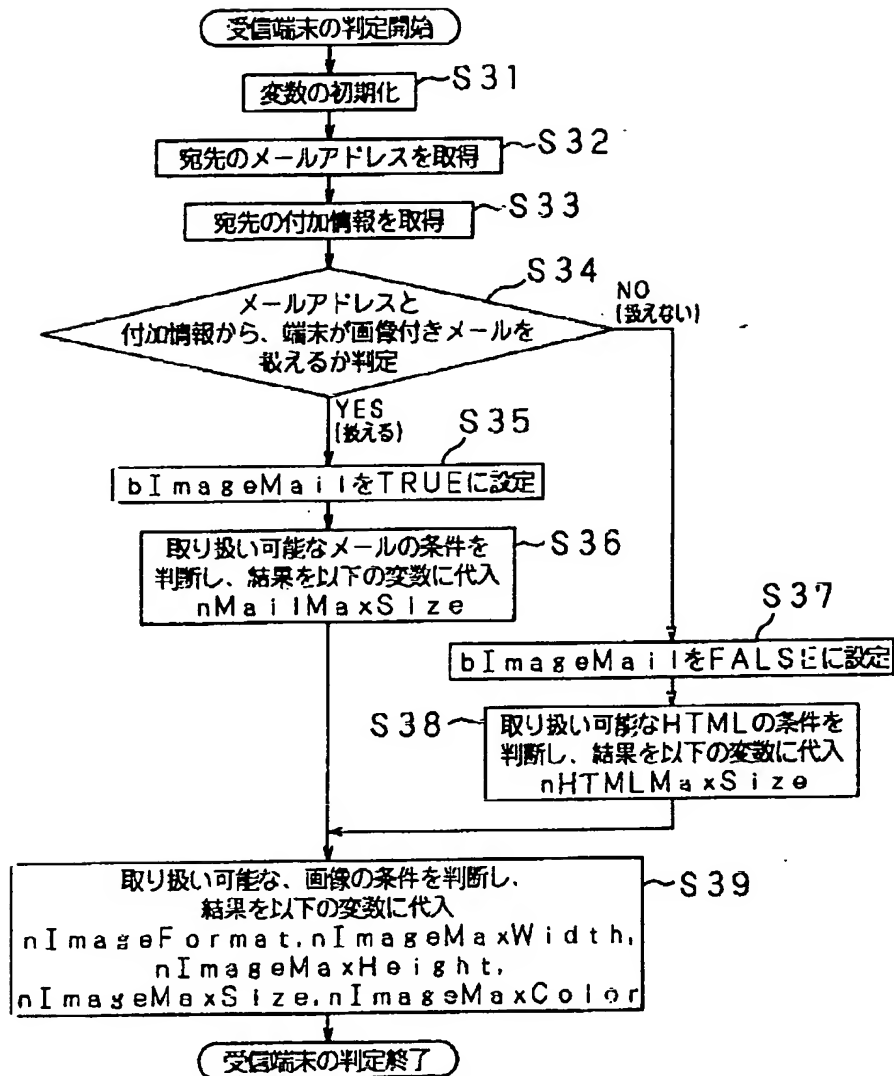 受信端末の判定開始
変数の初期化
S31
宛先のメールアドレスを取得
S32
宛先の付加情報を取得
S33
メールアドレスと
付加情報から、端末が画像付きメールを
扱えるか判定
S34
NO
(扱えない)
YES
(扱える)
bImageMailをTRUEに設定
S35
取り扱い可能なメールの条件を
判断し、結果を以下の変数に代入
nMailMaxSize
S36
bImageMailをFALSEに設定
S37
取り扱い可能なHTMLの条件を
判断し、結果を以下の変数に代入
nHTMLMaxSize
S38
取り扱い可能な、画像の条件を判断し、
結果を以下の変数に代入
nImageFormat,nImageMaxWidth,
nImageMaxHeight,
nImageMaxSize,nImageMaxColor
S39
受信端末の判定終了